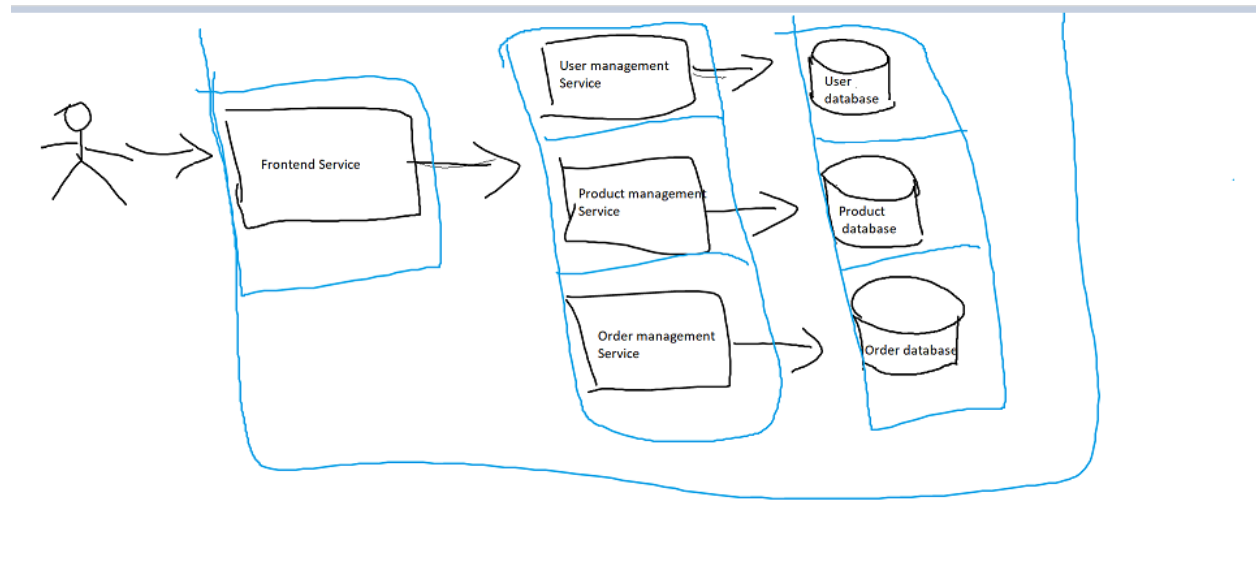 User management
Service
User
database
Frontend Service
Product management
Service
Product
database
Order management
Service
Order database